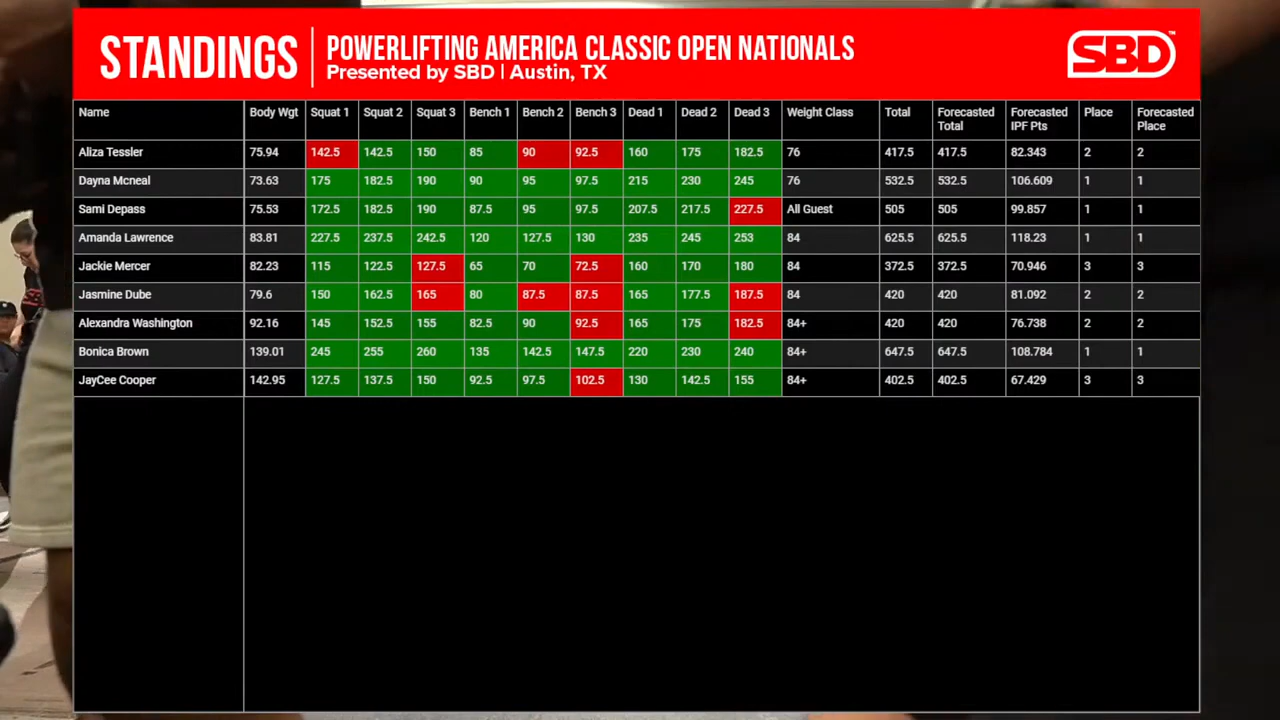 STANDINGS
POWERLIFTING AMERICA CLASSIC OPEN NATIONALS
Presented by SBD | Austin, TX
SBD™
Name Body Wgt Squat 1 Squat 2 Squat 3 Bench 1 Bench 2 Bench 3 Dead 1 Dead 2 Dead 3 Weight Class Total Forecasted Total Forecasted IPF Pts Place Forecasted Place
Aliza Tessler 75.94 142.5 142.5 150 85 90 92.5 160 175 182.5 76 417.5 417.5 82.343 2 2
Dayna Mcneal 73.63 175 182.5 190 90 95 97.5 215 230 245 76 532.5 532.5 106.609 1 1
Sami Depass 75.53 172.5 182.5 190 87.5 95 97.5 207.5 217.5 227.5 All Guest 505 505 99.857 1 1
Amanda Lawrence 83.81 227.5 237.5 242.5 120 127.5 130 235 245 253 84 625.5 625.5 118.23 1 1
Jackie Mercer 82.23 115 122.5 127.5 65 70 72.5 160 170 180 84 372.5 372.5 70.946 3 3
Jasmine Dube 79.6 150 162.5 165 80 87.5 87.5 165 177.5 187.5 84 420 420 81.092 2 2
Alexandra Washington 92.16 145 152.5 155 82.5 90 92.5 165 175 182.5 84+ 420 420 76.738 2 2
Bonica Brown 139.01 245 255 260 135 142.5 147.5 220 230 240 84+ 647.5 647.5 108.784 1 1
JayCee Cooper 142.95 127.5 137.5 150 92.5 97.5 102.5 130 142.5 155 84+ 402.5 402.5 67.429 3 3